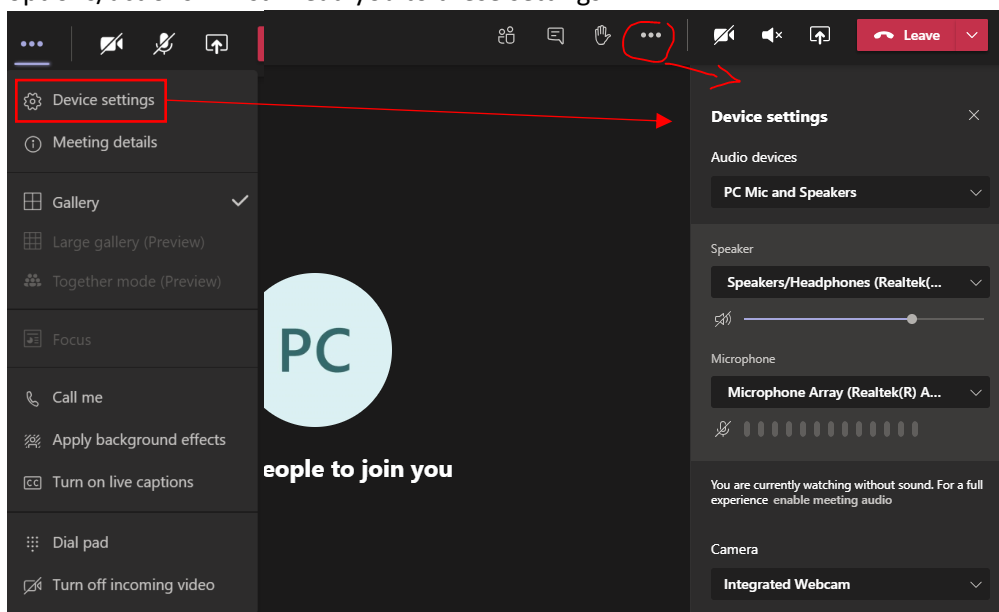 Leave
Device settings
Meeting details
Gallery
Large gallery (Preview)
Together mode (Preview)
Focus
Call me
Apply background effects
CC Turn on live captions
Dial pad
Turn off incoming video
PC
eople to join you
Device settings
Audio devices
PC Mic and Speakers
Speaker
Speakers/Headphones (Realtek(...
Microphone
Microphone Array (Realtek(R) A...
You are currently watching without sound. For a full
experience enable meeting audio
Camera
Integrated Webcam